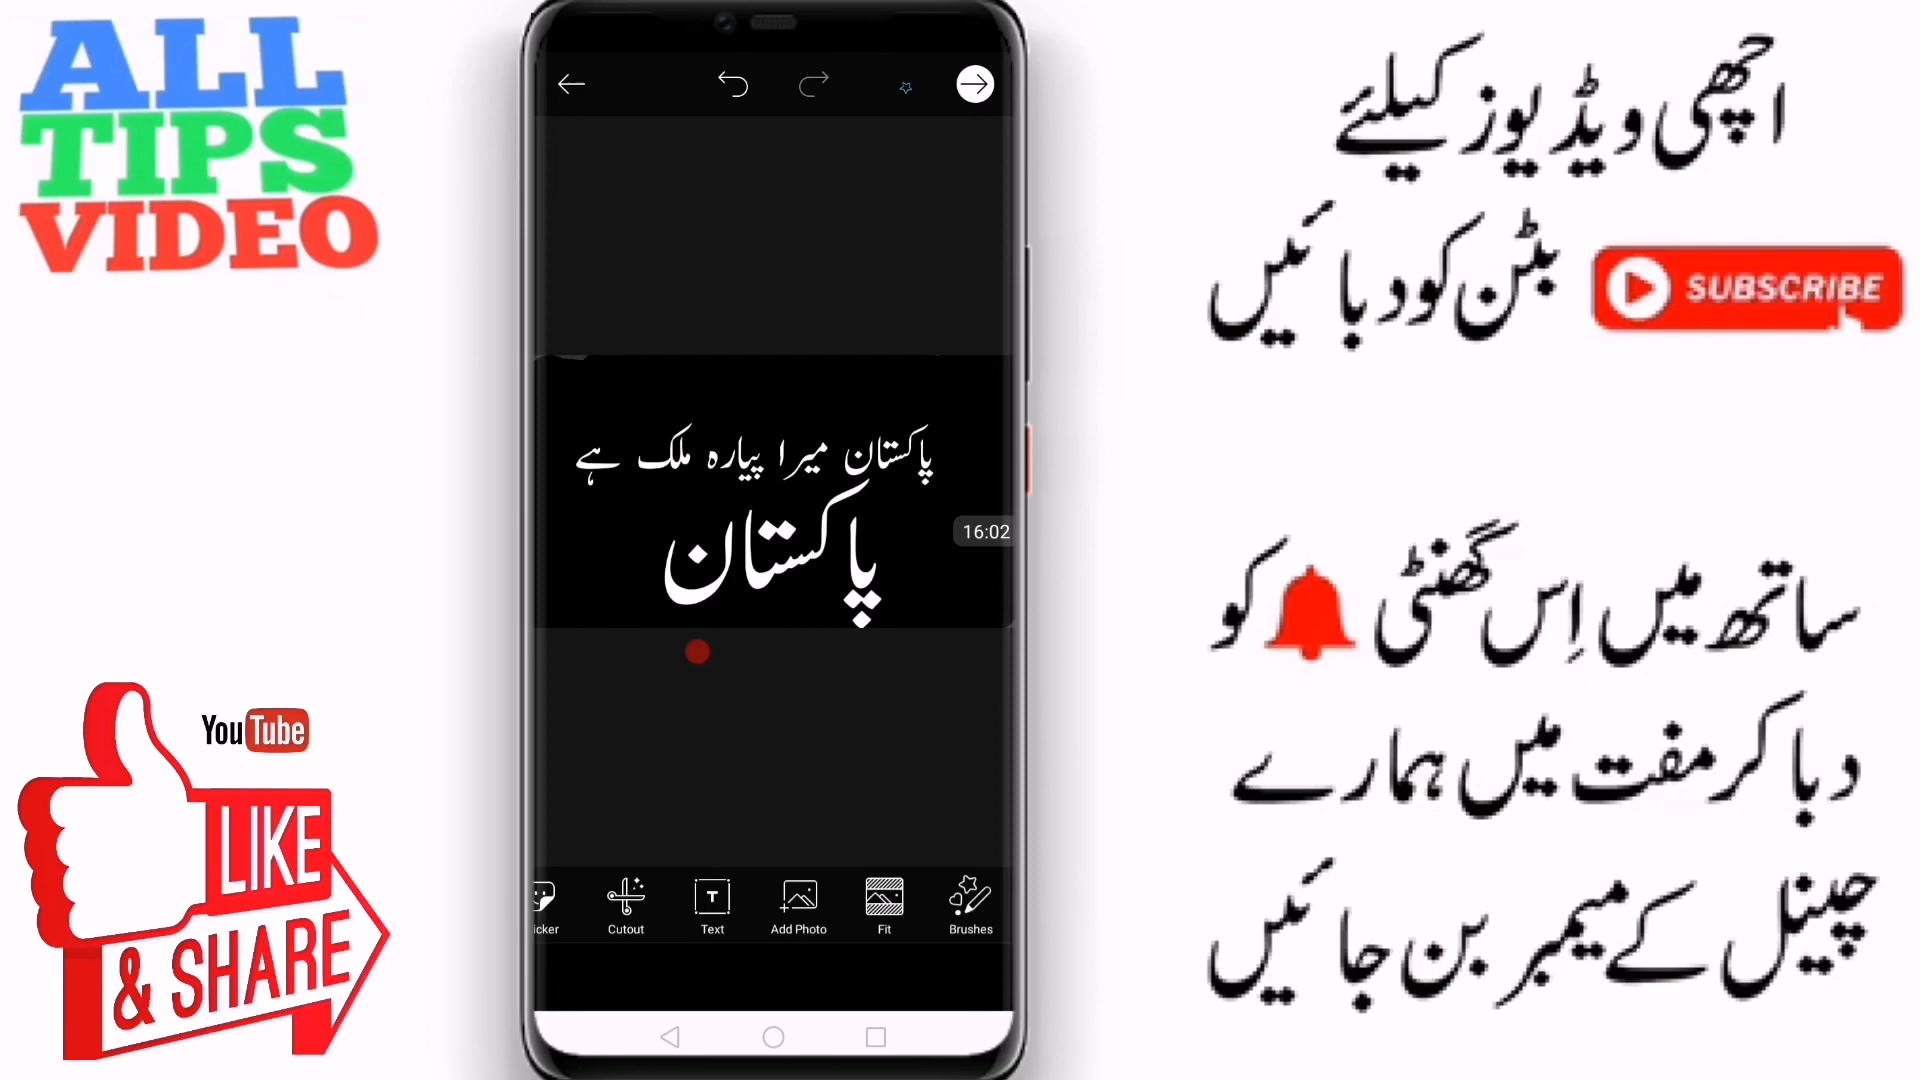 ALL
TIPS
VIDEO
اچھی ویڈیوز کیلئے
SUBSCRIBE بٹن کو دبائیں
ساتھ میں اِس گھنٹی کو
دبا کر مفت میں ہمارے
چینل کے میمبر بن جائیں
پاکستان میرا پیارہ ملک ہے
پاکستان
16:02
icker
Cutout
Text
Add Photo
Fit
Brushes
YouTube
LIKE
& SHARE